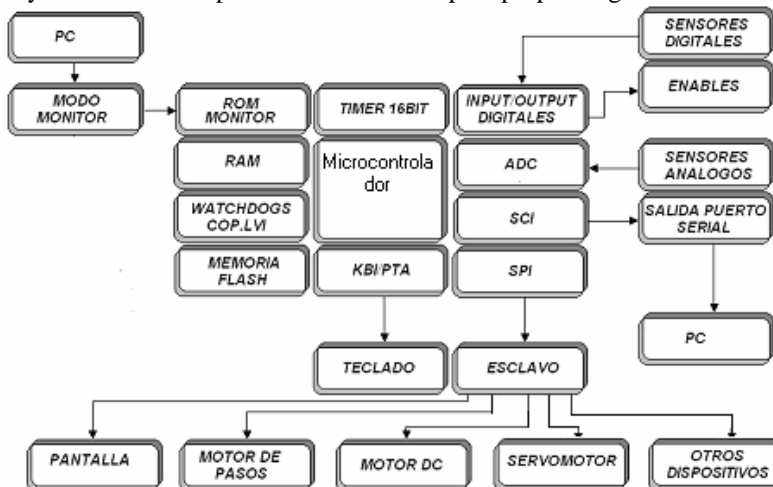 PC
SENSORES
DIGITALES
MODO
MONITOR
ROM
MONITOR
TIMER 16BIT
INPUT/OUTPUT
DIGITALES
ENABLES
RAM
Microcontrola
dor
ADC
SENSORES
ANALOGOS
WATCHDOGS
COP.LVI
SCI
SALIDA PUERTO
SERIAL
MEMORIA
FLASH
KBI/PTA
SPI
PC
TECLADO
ESCLAVO
PANTALLA
MOTOR DE
PASOS
MOTOR DC
SERVOMOTOR
OTROS
DISPOSITIVOS